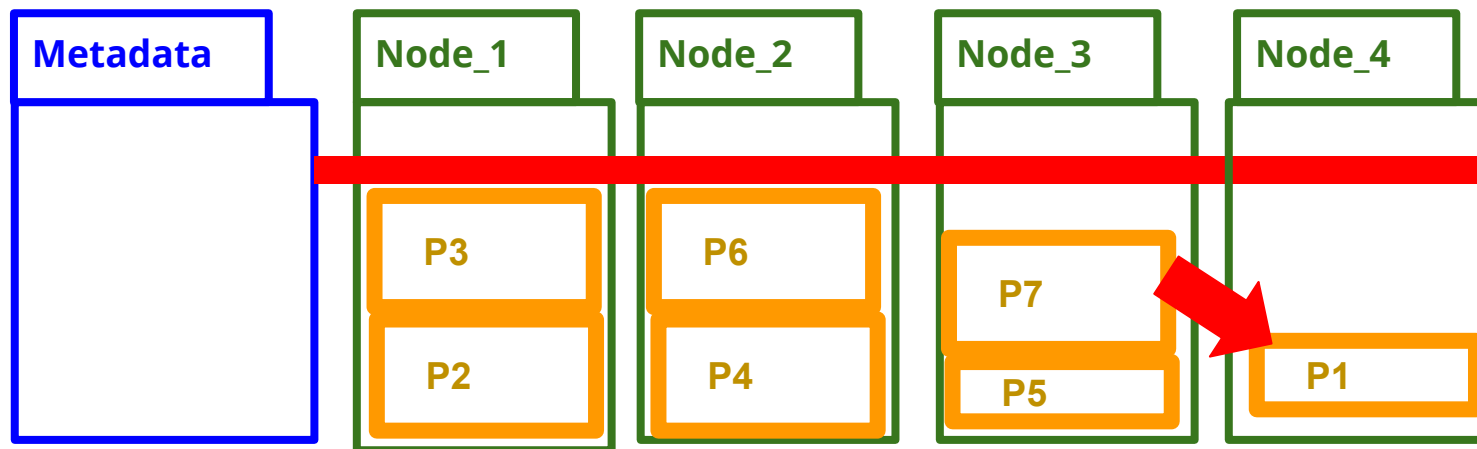 Metadata
Node_1
Node_2
Node_3
Node_4
P3
P6
P7
P2
P4
P5
P1